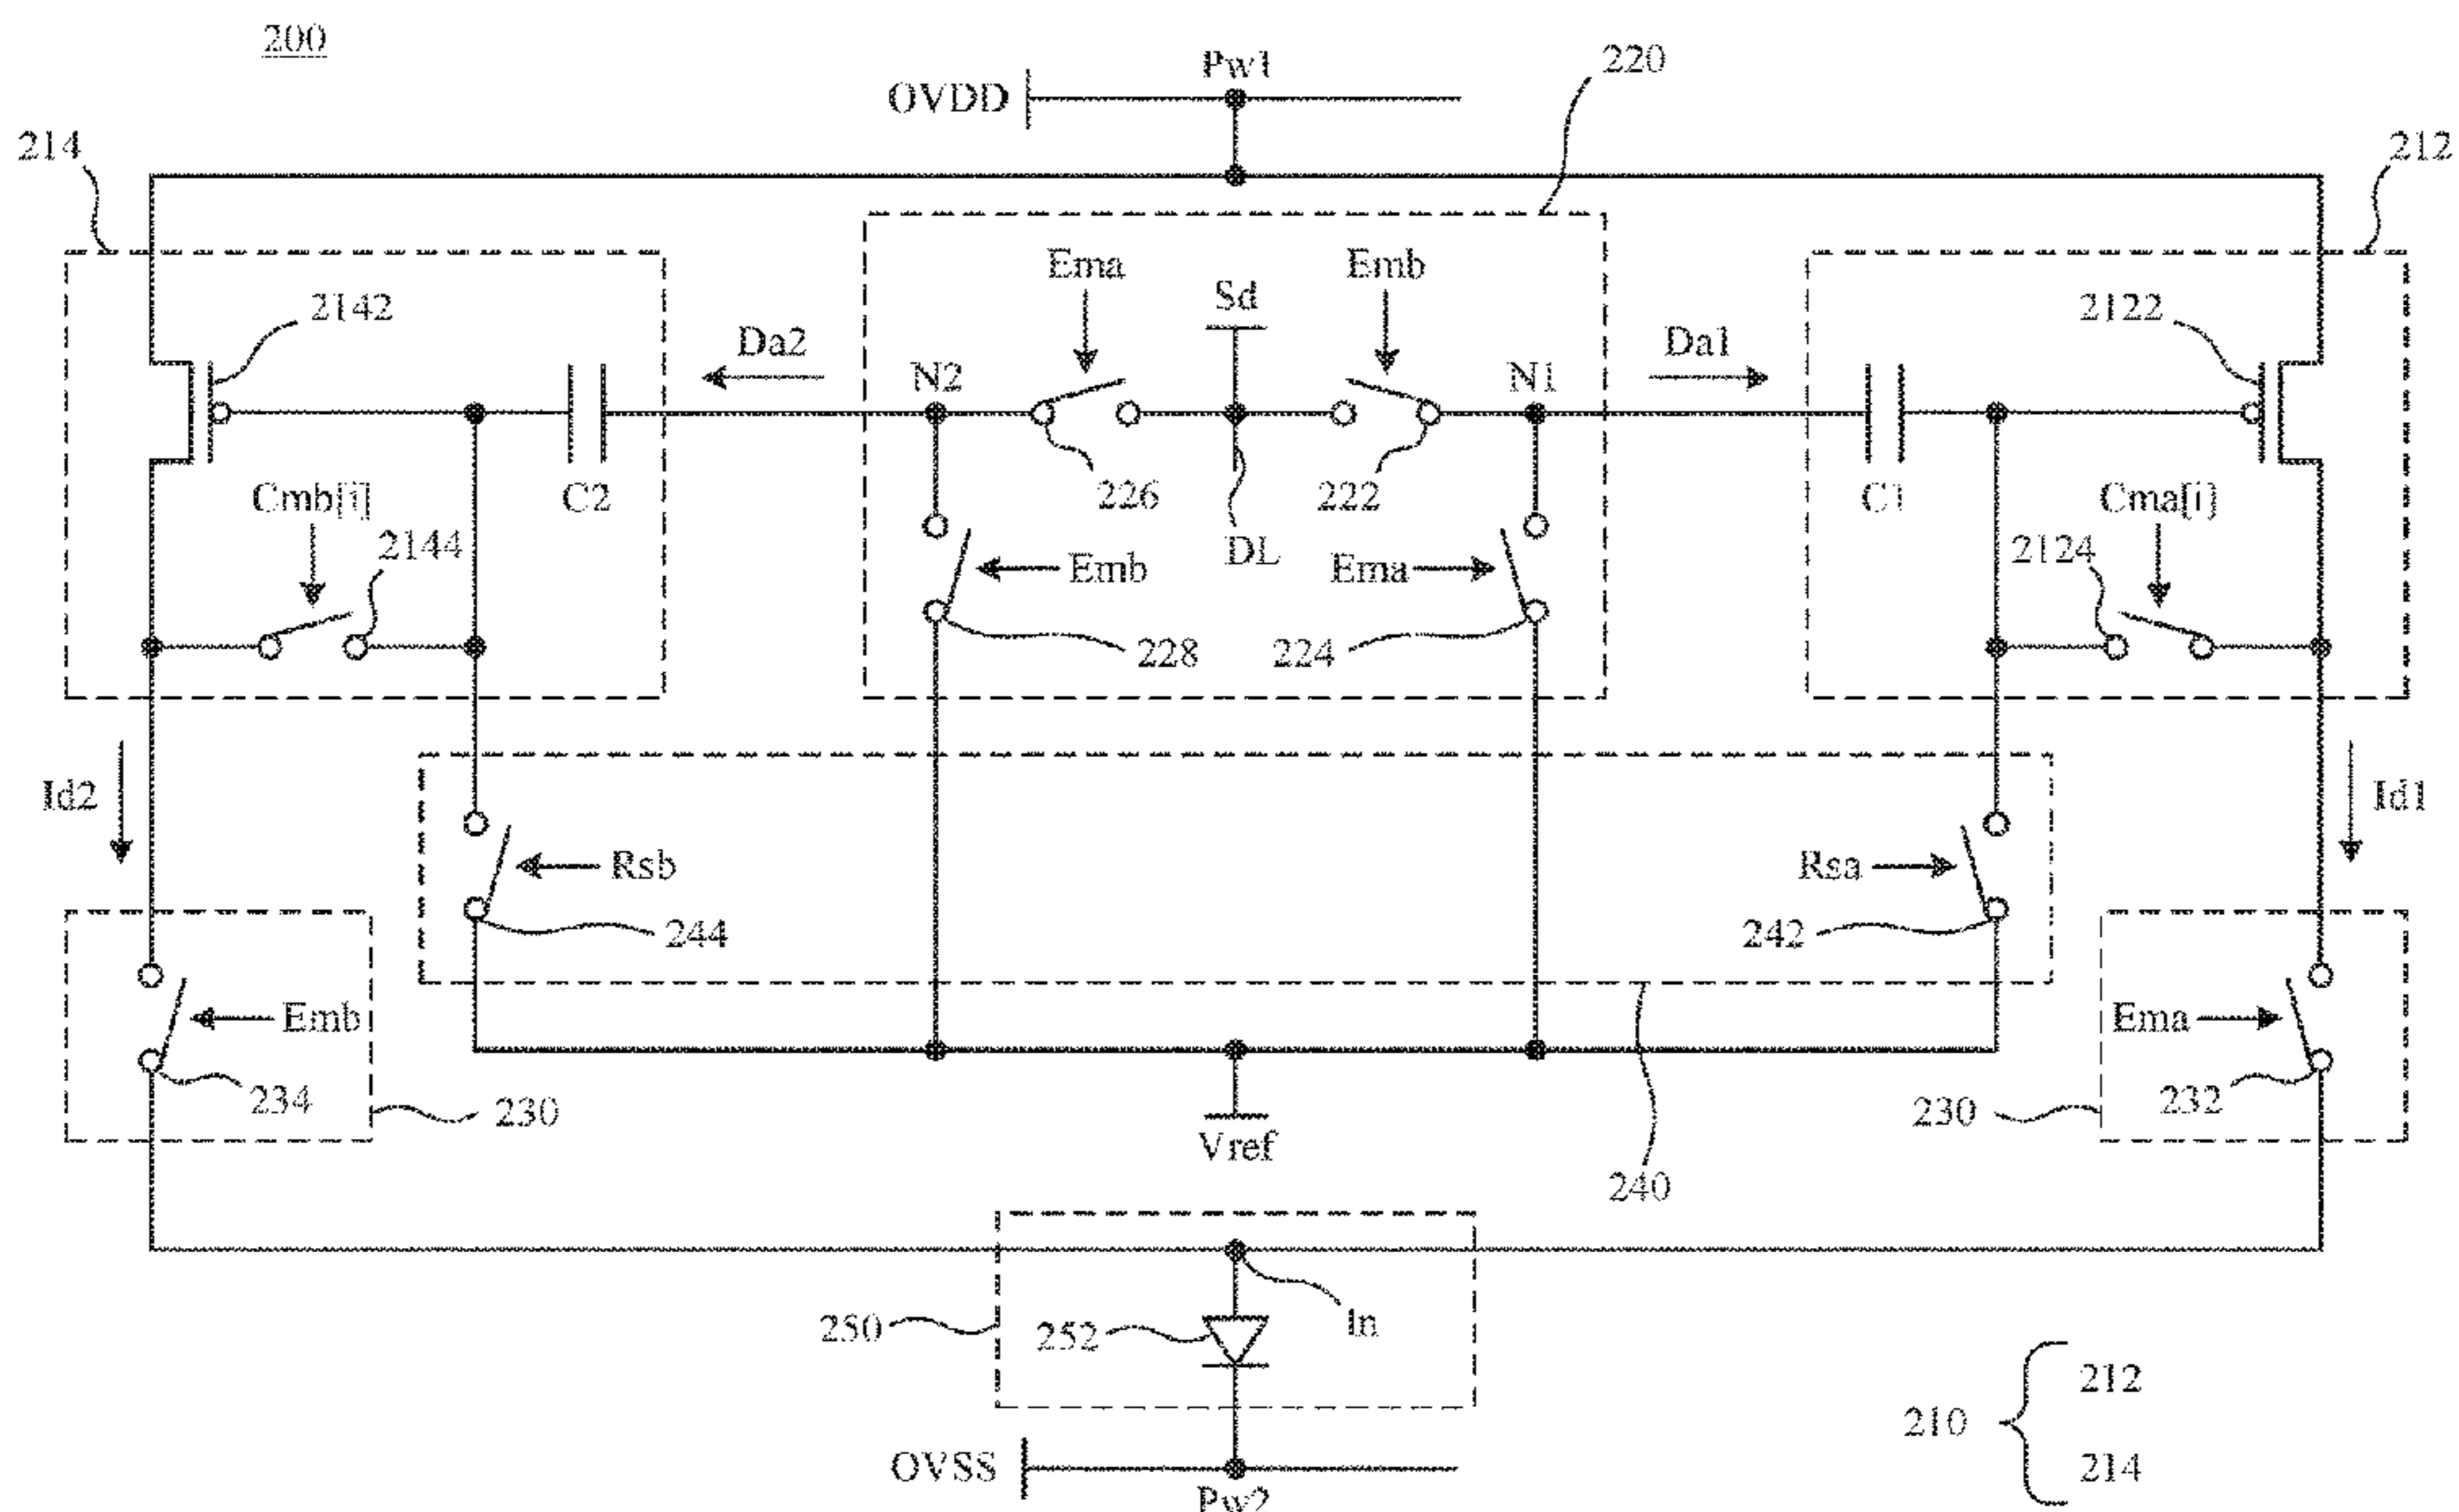 200
Pw1
220
OVDD
214
212
Ema
Emb
Sd
2142
2122
Da2
Da1
N2
N1
226
222
C2
C1
Cmb[i]
Cma[i]
2144
DL
2124
Emb
Ema
228
224
Id2
Id1
Rsb
Rsa
244
242
Emb
Ema
234
230
Vref
230
232
240
In
250
252
212
210
214
OVSS
Pw2